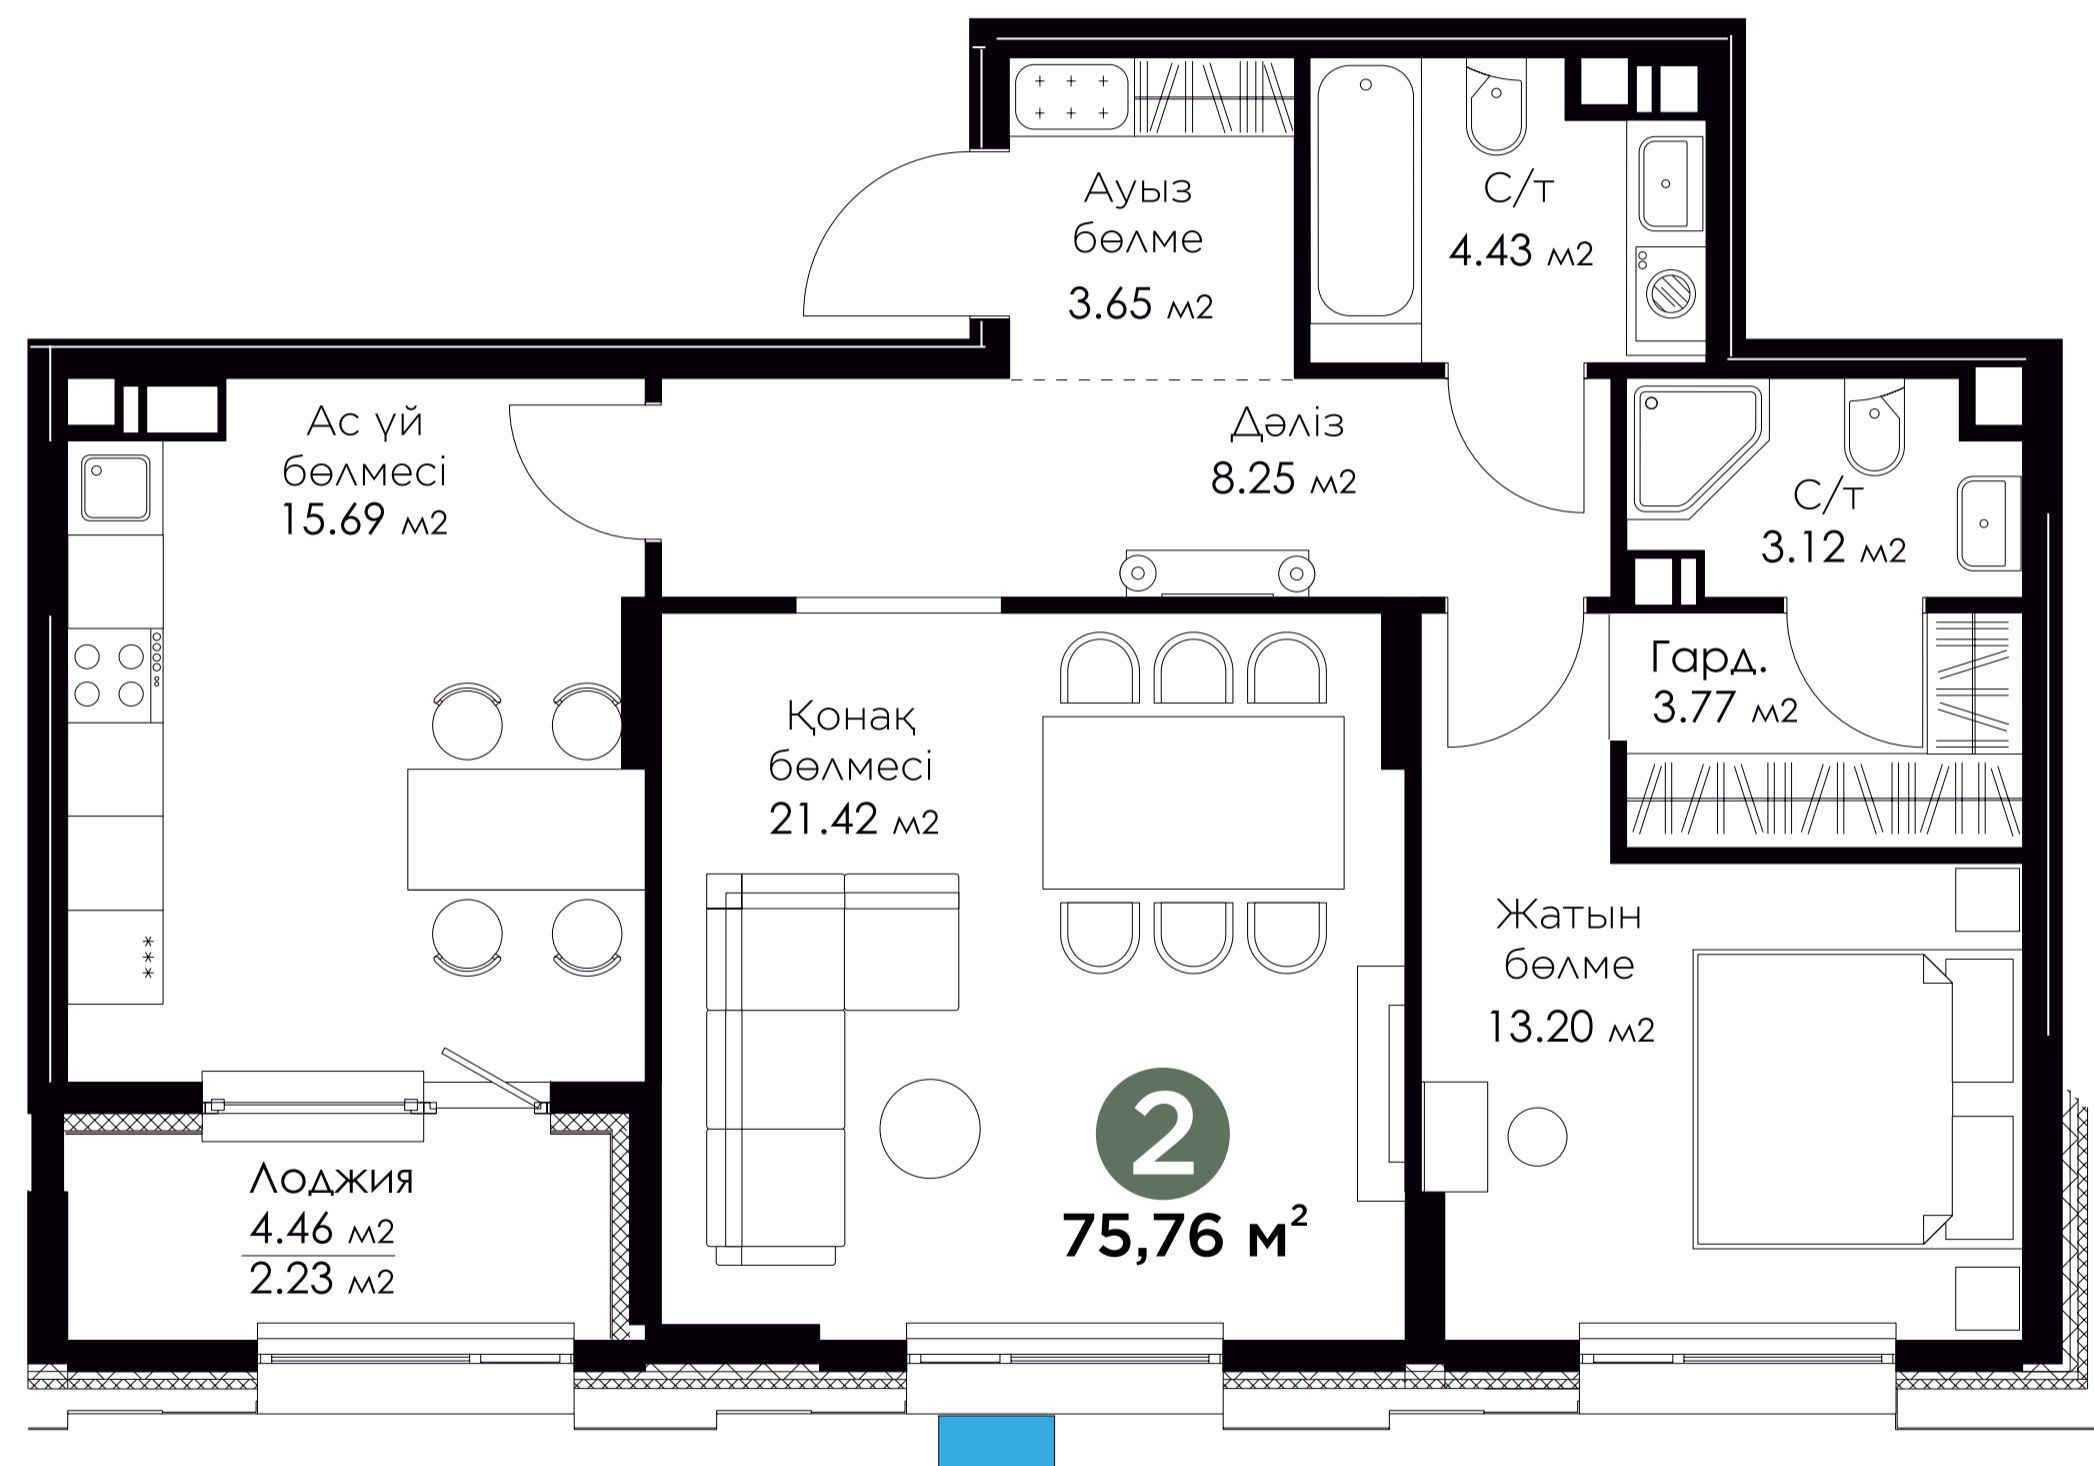 Ауыз
бөлме
3.65 м2
С/т
4.43 м2
Ас үй
бөлмесі
15.69 м2
Дәліз
8.25 м2
С/т
3.12 м2
Гард.
3.77 м2
Қонақ
бөлмесі
21.42 м2
Жатын
бөлме
13.20 м2
Лоджия
4.46 м2
2.23 м2
2
75,76 м²